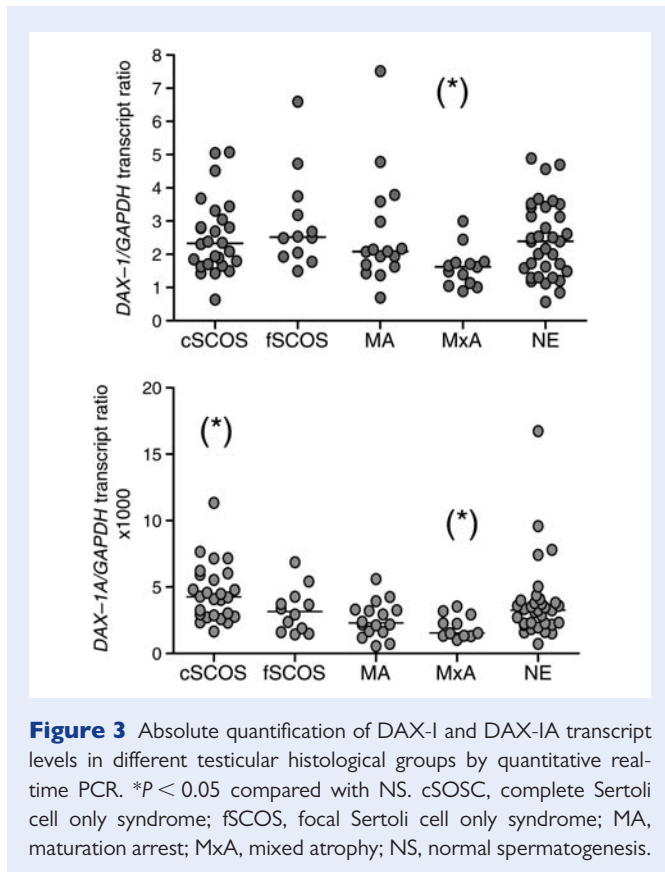 8
7
6
5
4
3
2
1
0
DAX–1/GAPDH transcript ratio
(*)
cSCOS fSCOS MA MxA NE
20
15
10
5
0
DAX–1A/GAPDH transcript ratio
x1000
(*)
(*)
cSCOS fSCOS MA MxA NE
Figure 3 Absolute quantification of DAX-I and DAX-IA transcript
levels in different testicular histological groups by quantitative real-
time PCR. *P < 0.05 compared with NS. cSOSC, complete Sertoli
cell only syndrome; fSCOS, focal Sertoli cell only syndrome; MA,
maturation arrest; MxA, mixed atrophy; NS, normal spermatogenesis.